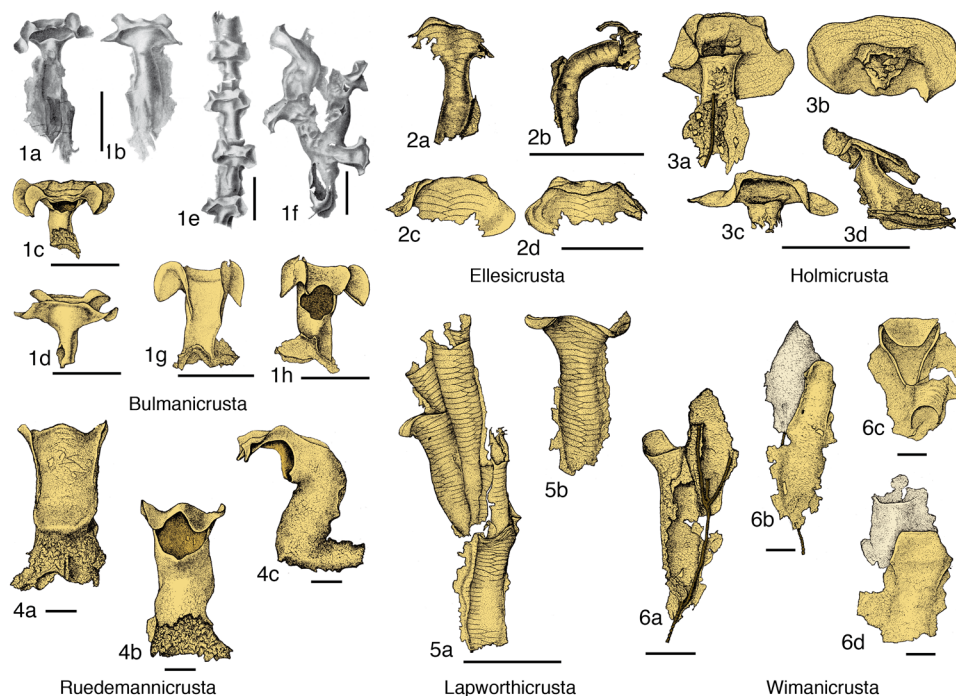 1a
1b
1c
1d
1e
1f
1g
1h
Bulmanicrusta
2a
2b
2c
2d
Ellesicrusta
3a
3b
3c
3d
Holmicrusta
4a
4b
4c
Ruedemannicrusta
5a
5b
Lapworthicrusta
6a
6b
6c
6d
Wimanicrusta